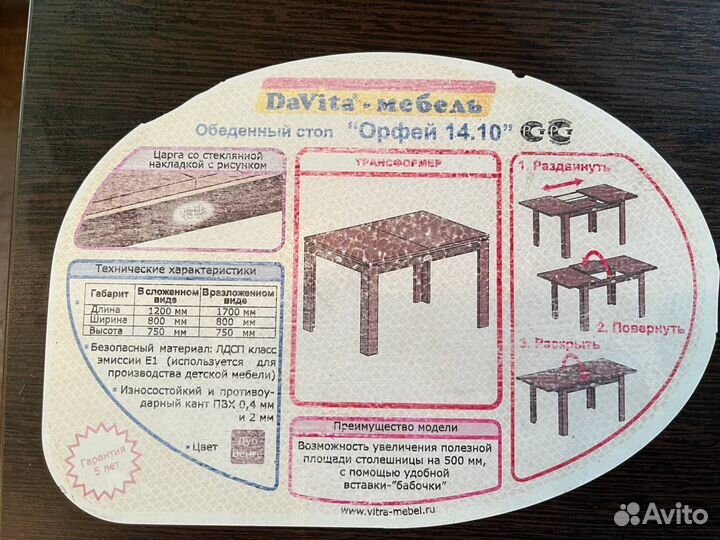 DaVita®-мебель
Обеденный стол "Орфей 14.10"
Царга со стеклянной
накладкой с рисунком
Технические характеристики
Габарит В сложенном виде В разложенном виде
Длина 1200 мм 1700 мм
Ширина 800 мм 800 мм
Высота 750 мм 750 мм
Безопасный материал: ЛДСП класс
эмиссии Е1 (используется для
производства детской мебели)
Износостойкий и противоу-
дарный кант ПВХ 0,4 мм
и 2 мм
Цвет
Дуб
Венге
Гарантия
5 лет
ТРАНСФОРМЕР
Преимущество модели
Возможность увеличения полезной
площади столешницы на 500 мм,
с помощью удобной
вставки-"бабочки"
www.vitra-mebel.ru
1. Раздвинуть
2. Повернуть
3. Раскрыть
Avito